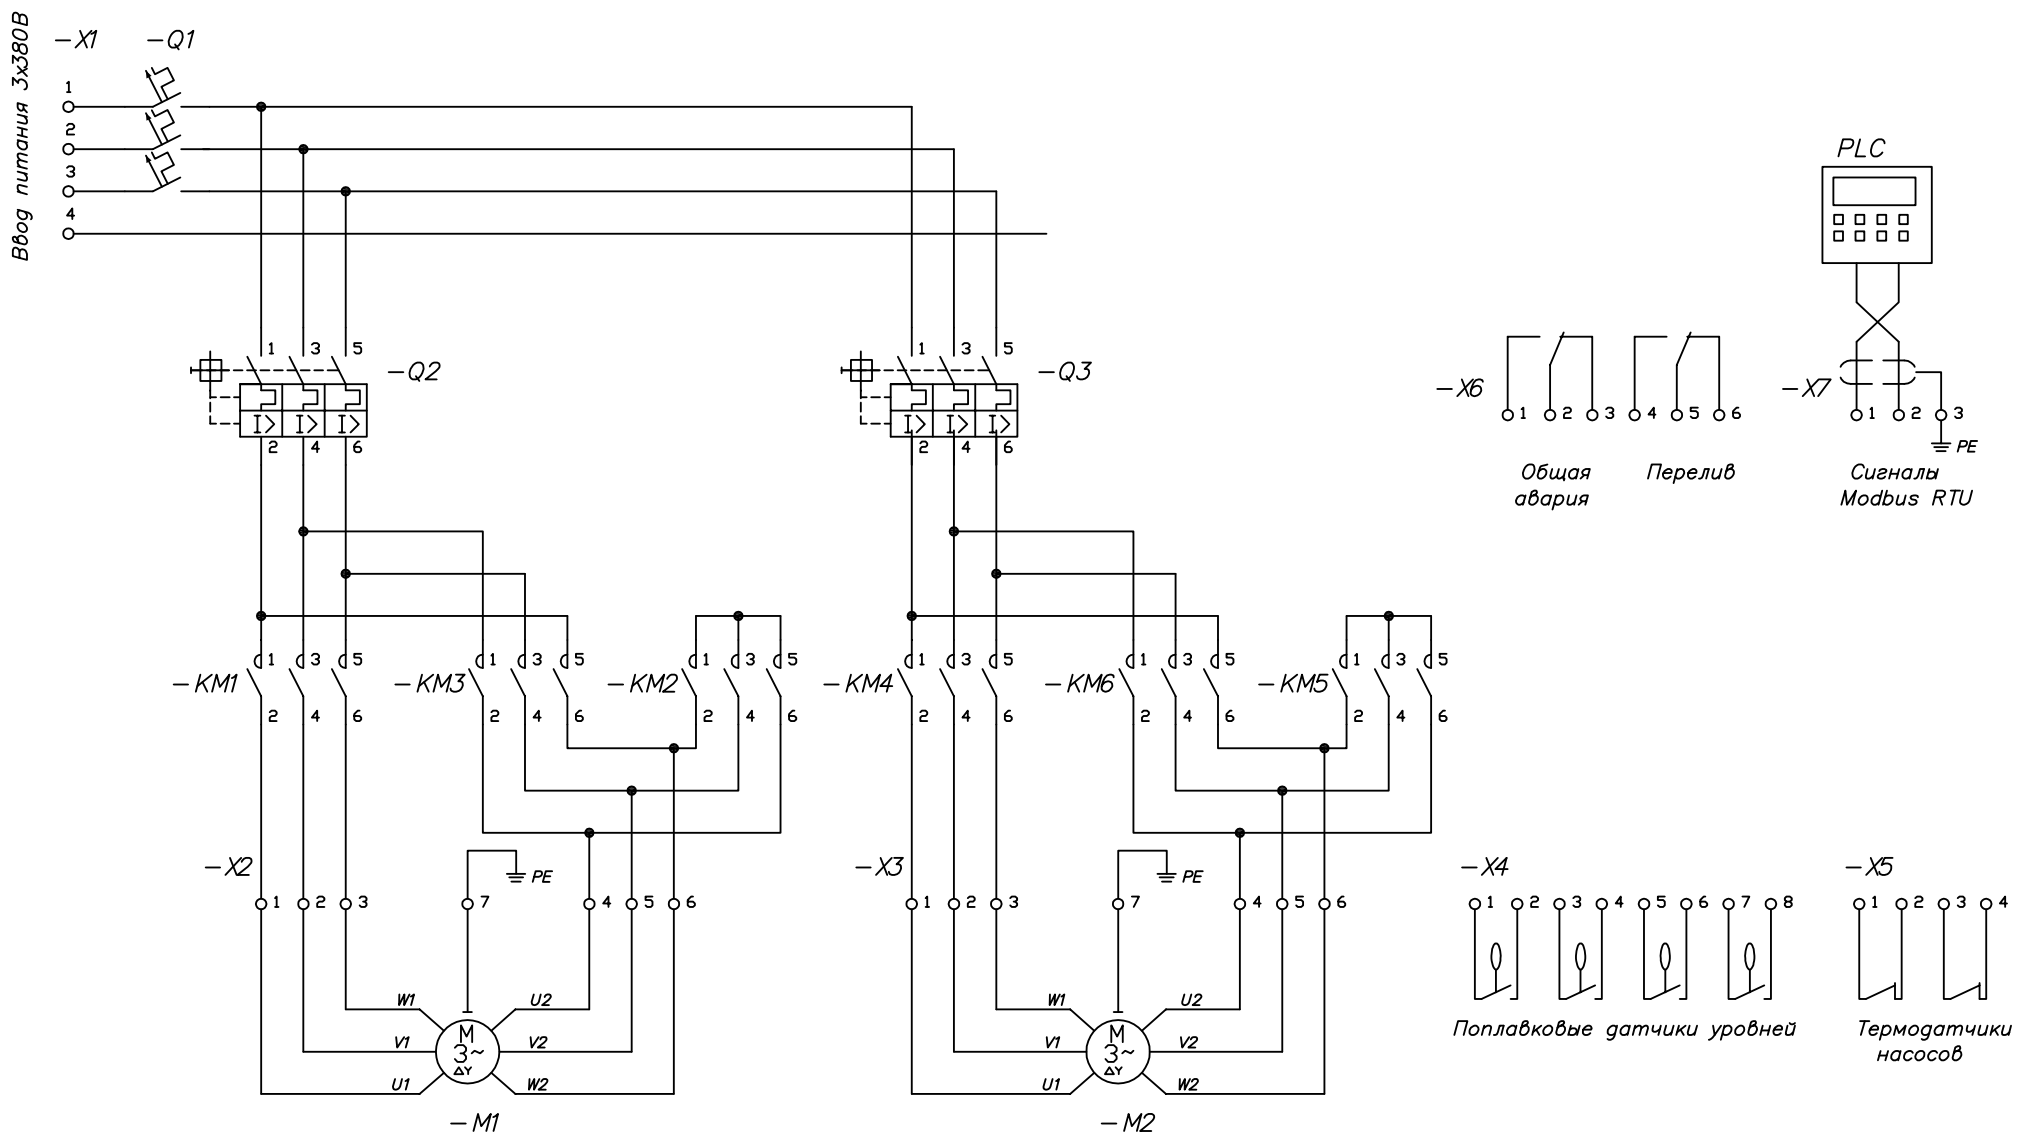 Ввод питания 3x380В
-X1 -Q1
1
2
3
4
PLC
1 3 5
-Q2
I> I> I>
2 4 6
1 3 5
-Q3
I> I> I>
2 4 6
-X6
1 2 3 4 5 6
Общая
авария
Перелив
-X7
1 2 3
PE
Сигналы
Modbus RTU
-KM1
1 3 5
2 4 6
-KM3
1 3 5
2 4 6
-KM2
1 3 5
2 4 6
-KM4
1 3 5
2 4 6
-KM6
1 3 5
2 4 6
-KM5
1 3 5
2 4 6
-X2
PE
1 2 3 7 4 5 6
W1 U2
V1 V2
U1 W2
M
3~
ΔY
-M1
-X3
PE
1 2 3 7 4 5 6
W1 U2
V1 V2
U1 W2
M
3~
ΔY
-M2
-X4
1 2 3 4 5 6 7 8
Поплавковые датчики уровней
-X5
1 2 3 4
Термодатчики
насосов